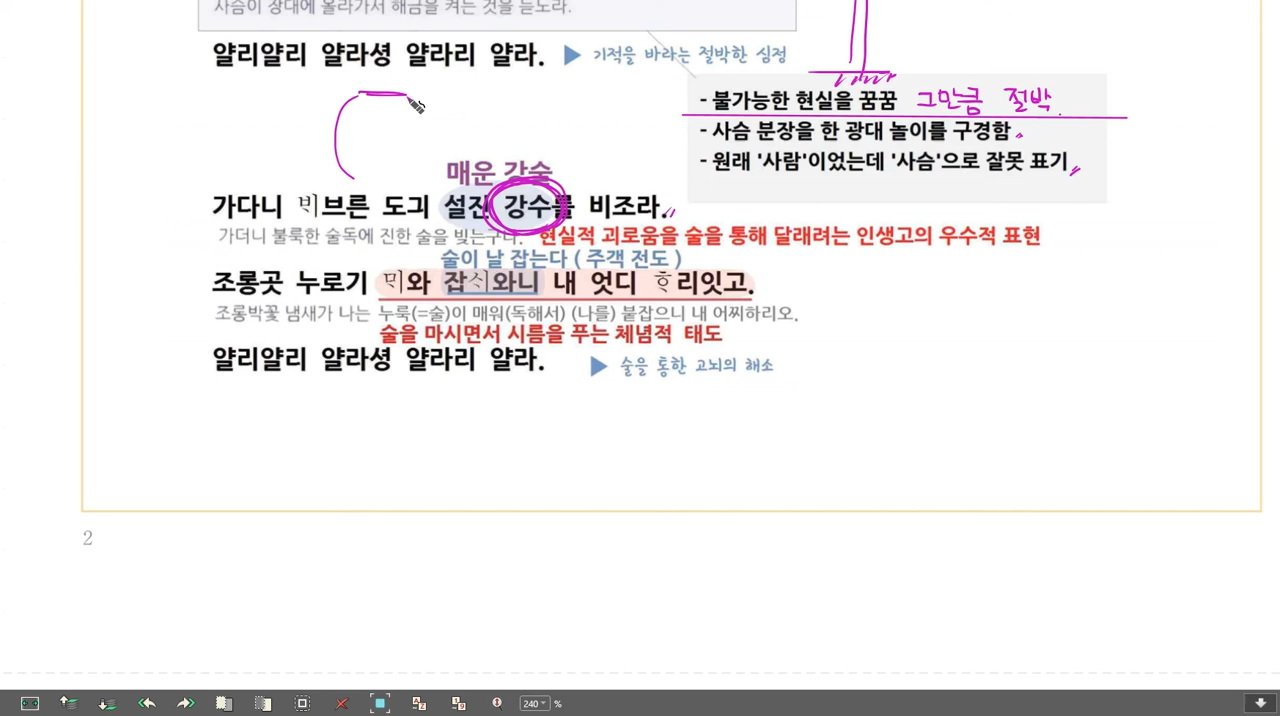 사슴이 장대에 올라가서 해금을 켜는 것을 듣노라.
얄리얄리 얄라셩 얄라리 얄라. ▶ 기적을 바라는 절박한 심정
- 불가능한 현실을 꿈꿈 그만큼 절박.
- 사슴 분장을 한 광대 놀이를 구경함
- 원래 '사람'이었는데 '사슴'으로 잘못 표기
매운 강술
가다니 ᄇᆡ브른 도긔 설진 강수를 비조라.
가더니 불룩한 술독에 진한 술을 빚는구나. 현실적 괴로움을 술을 통해 달래려는 인생고의 우수적 표현
술이 날 잡는다 ( 주객 전도 )
조롱곳 누로기 ᄆᆡ와 잡ᄉᆞ와니 내 엇디 ᄒᆞ리잇고.
조롱박꽃 냄새가 나는 누룩(=술)이 매워(독해서) (나를) 붙잡으니 내 어찌하리오.
술을 마시면서 시름을 푸는 체념적 태도
얄리얄리 얄라셩 얄라리 얄라. ▶ 술을 통한 고뇌의 해소
2
240 %